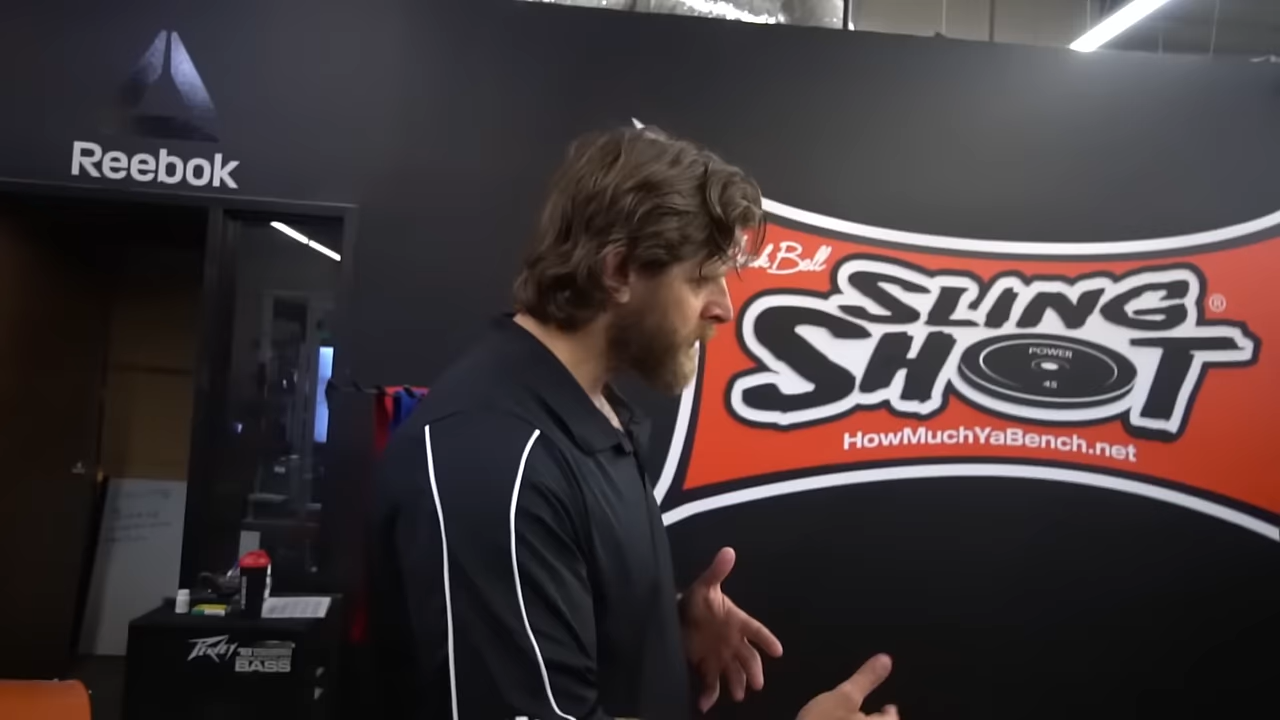 Reebok
Bell
SLING
SHOT
®
POWER
45
HowMuchYaBench.net
PEAVEY
BASS